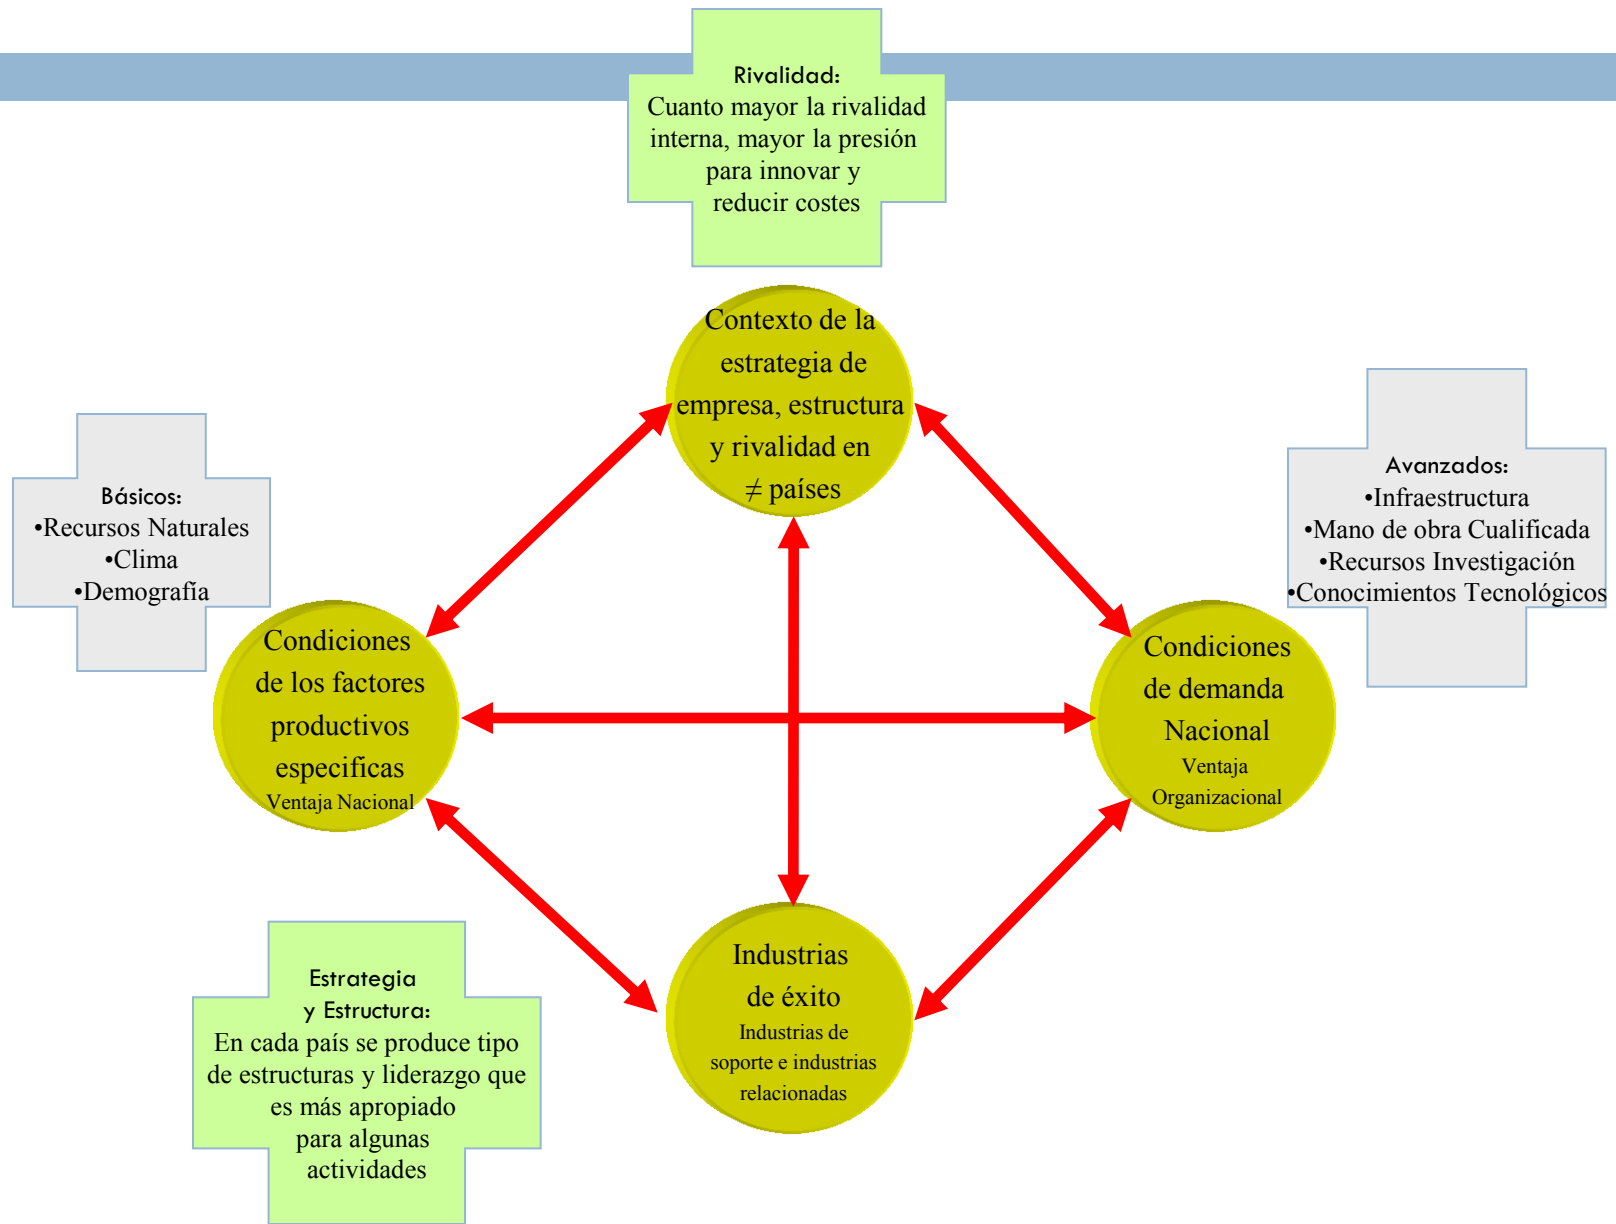 Rivalidad:
Cuanto mayor la rivalidad
interna, mayor la presión
para innovar y
reducir costes
Contexto de la
estrategia de
empresa, estructura
y rivalidad en
≠ países
Básicos:
•Recursos Naturales
•Clima
•Demografía
Avanzados:
•Infraestructura
•Mano de obra Cualificada
•Recursos Investigación
•Conocimientos Tecnológicos
Condiciones
de los factores
productivos
especificas
Ventaja Nacional
Condiciones
de demanda
Nacional
Ventaja
Organizacional
Industrias
de éxito
Industrias de
soporte e industrias
relacionadas
Estrategia
y Estructura:
En cada país se produce tipo
de estructuras y liderazgo que
es más apropiado
para algunas
actividades